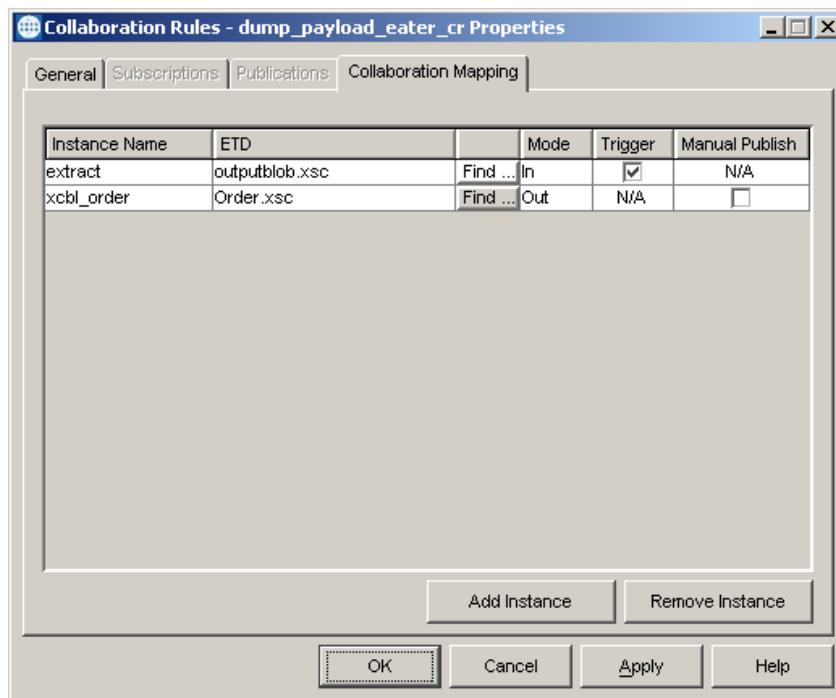 Collaboration Rules - dump_payload_eater_cr Properties
General Subscriptions Publications Collaboration Mapping
Instance Name ETD Mode Trigger Manual Publish
extract outputblob.xsc Find ... In N/A
xcbl_order Order.xsc Find ... Out N/A
Add Instance Remove Instance
OK Cancel Apply Help